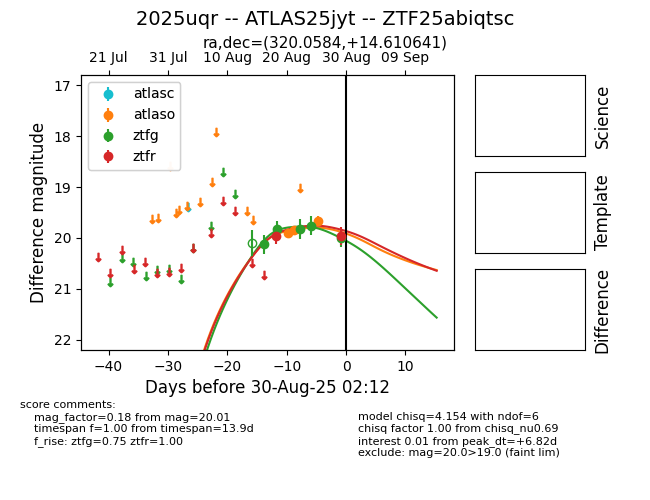 2025uqr -- ATLAS25jyt -- ZTF25abiqtsc
ra,dec=(320.0584,+14.610641)
21 Jul 31 Jul 10 Aug 20 Aug 30 Aug 09 Sep
17
18
19
20
21
22
Difference magnitude
atlasc
atlaso
ztfg
ztfr
−40 −30 −20 −10 0 10
Days before 30-Aug-25 02:12
Science
Template
Difference
score comments:
mag_factor=0.18 from mag=20.01
timespan f=1.00 from timespan=13.9d
f_rise: ztfg=0.75 ztfr=1.00
model chisq=4.154 with ndof=6
chisq factor 1.00 from chisq_nu0.69
interest 0.01 from peak_dt=+6.82d
exclude: mag=20.0>19.0 (faint lim)